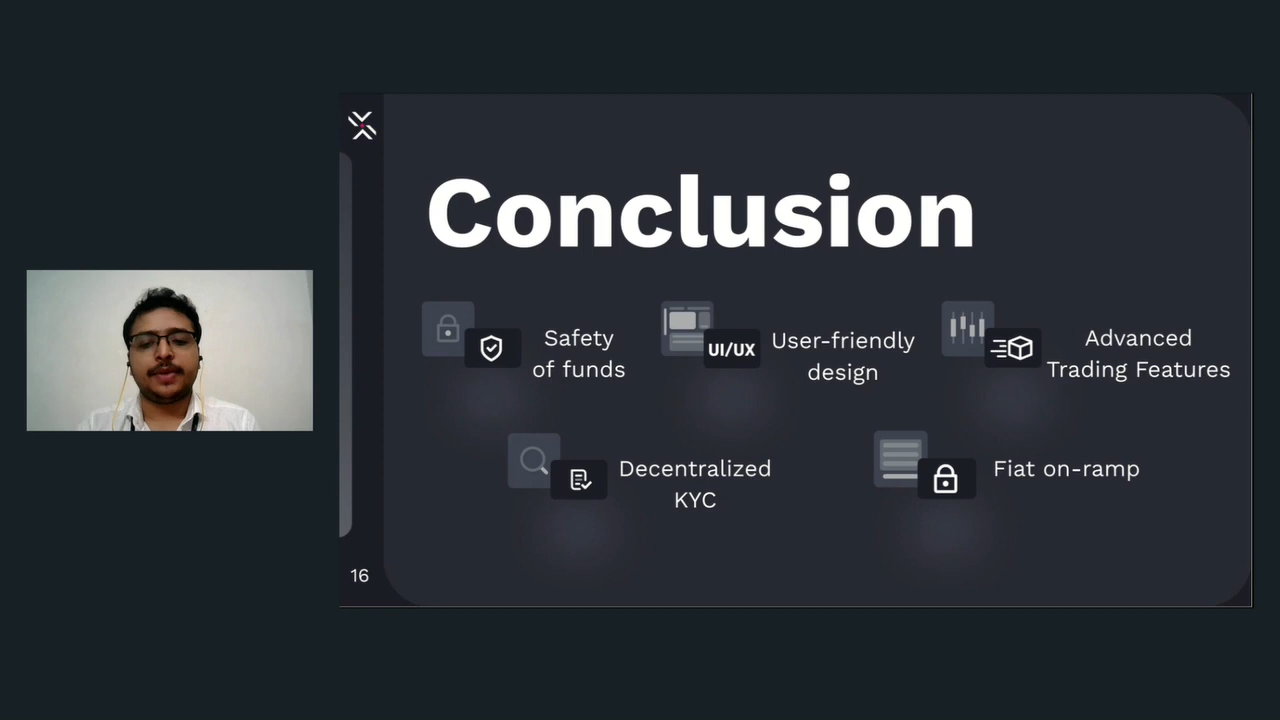 Conclusion
Safety
of funds
UI/UX
User-friendly
design
Advanced
Trading Features
Decentralized
KYC
Fiat on-ramp
16